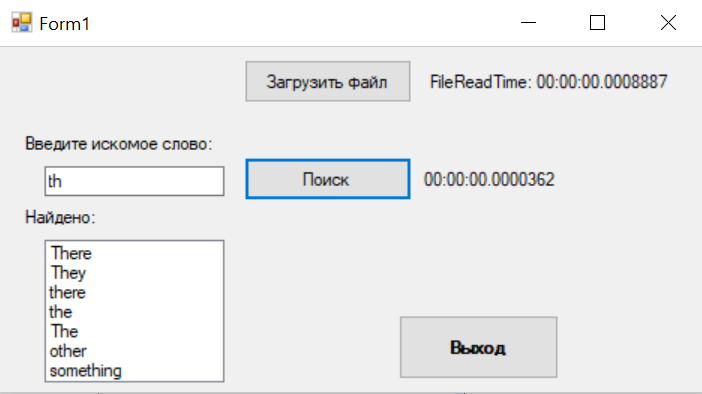 Form1
Загрузить файл FileReadTime: 00:00:00.0008887
Введите искомое слово:
th Поиск 00:00:00.0000362
Найдено:
There
They
there
the
The
other
something
Выход